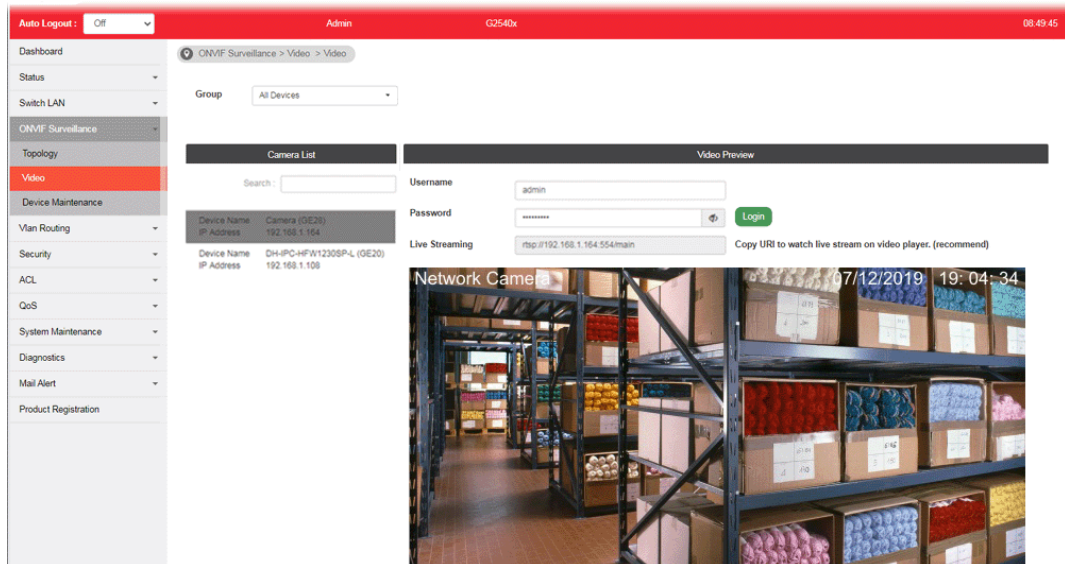 Auto Logout : Off Admin G2540x 08:49:45
Dashboard
Status
Switch LAN
ONVIF Surveillance
Topology
Video
Device Maintenance
Vlan Routing
Security
ACL
QoS
System Maintenance
Diagnostics
Mail Alert
Product Registration
ONVIF Surveillance > Video > Video
Group All Devices
Camera List
Search :
Device Name Camera (GE28)
IP Address 192.168.1.164
Device Name DH-IPC-HFW1230SP-L (GE20)
IP Address 192.168.1.108
Video Preview
Username admin
Password ••••••••• Login
Live Streaming rtsp://192.168.1.164:554/main Copy URI to watch live stream on video player. (recommend)
Network Camera 07/12/2019 19: 04: 34